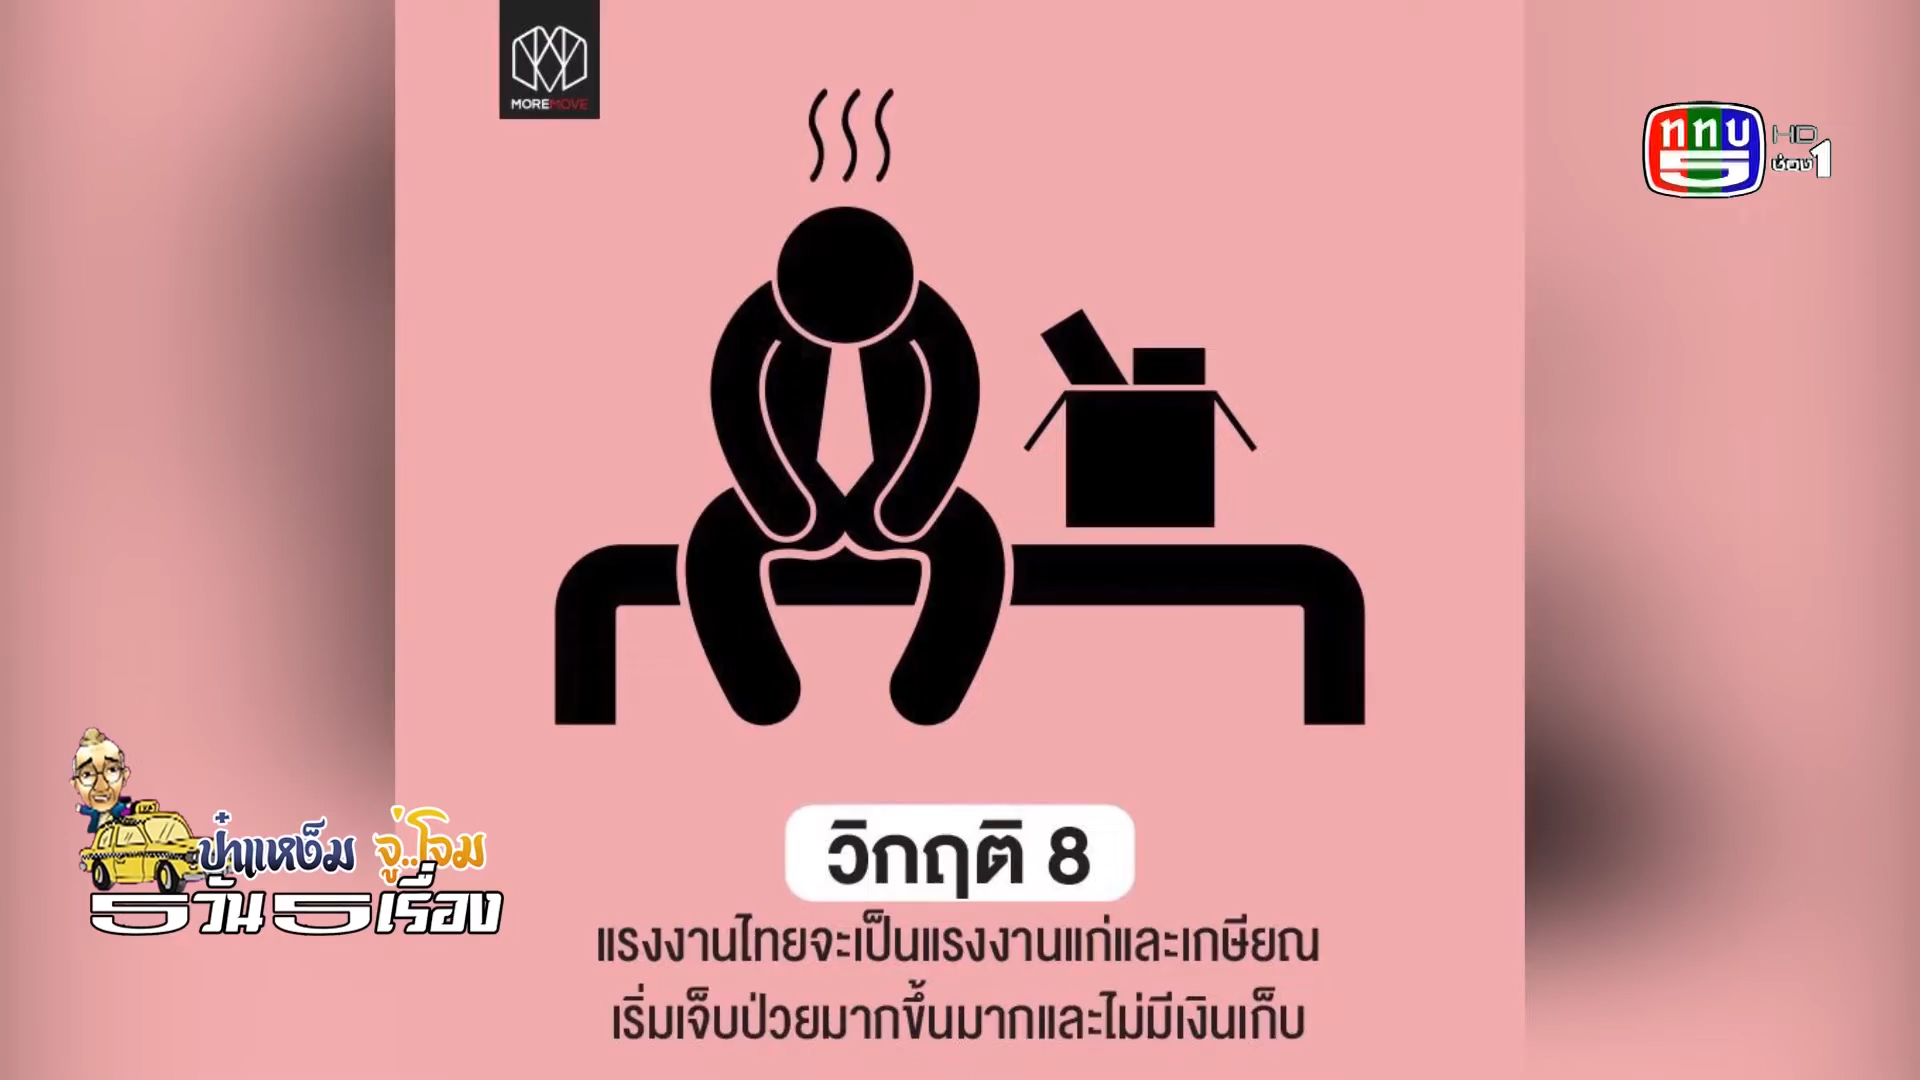 MOREMOVE
ททบ
5
HD
ช่อง1
วิกฤติ 8
แรงงานไทยจะเป็นแรงงานแก่และเกษียณ
เริ่มเจ็บป่วยมากขึ้นมากและไม่มีเงินเก็บ
ป๋าแหง็ม จู่..โจม
5วัน5เรื่อง